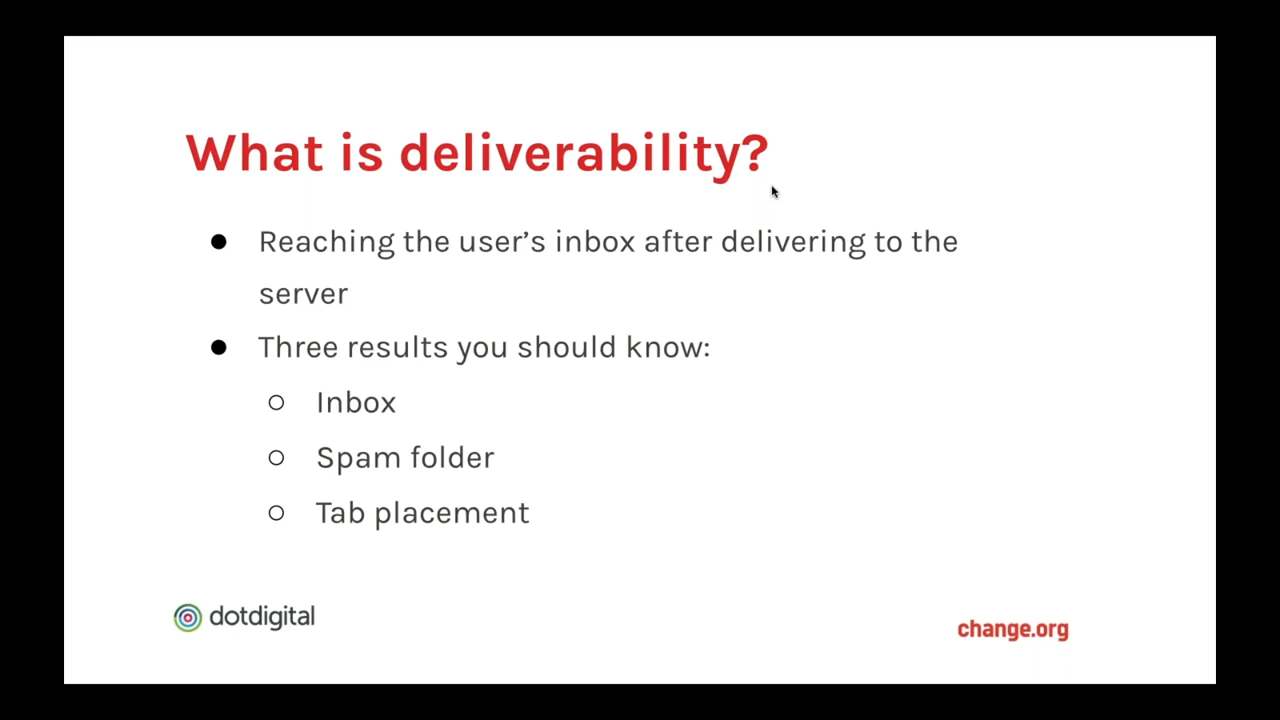 What is deliverability?
● Reaching the user’s inbox after delivering to the
server
● Three results you should know:
○ Inbox
○ Spam folder
○ Tab placement
dotdigital
change.org